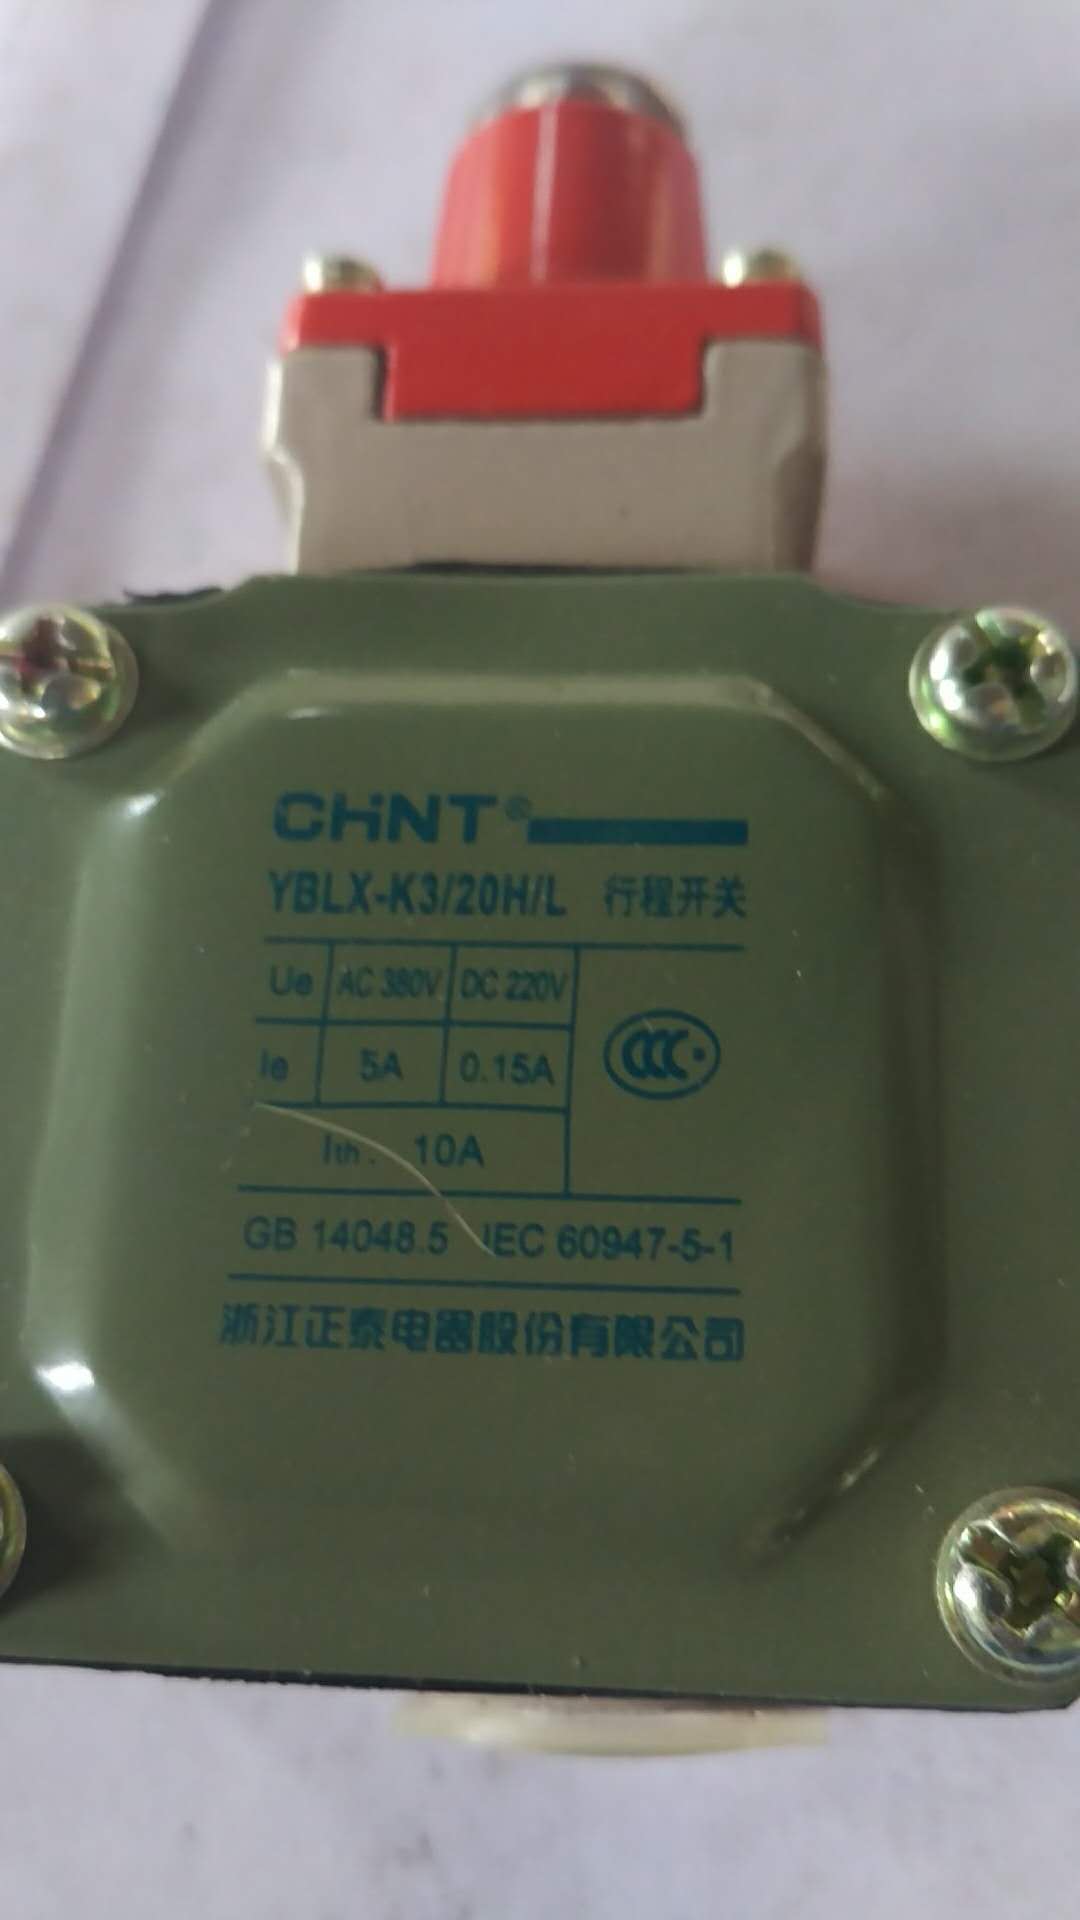 CHNT®
YBLX-K3/20H/L 行程开关
Ue AC 380V DC 220V
Ie 5A 0.15A
CCC
Ith: 10A
GB 14048.5 IEC 60947-5-1
浙江正泰电器股份有限公司